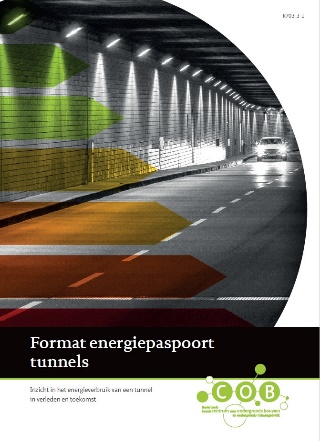 Format energiepaspoort
tunnels
Inzicht in het energieverbruik van een tunnel
in verleden en toekomst
COB